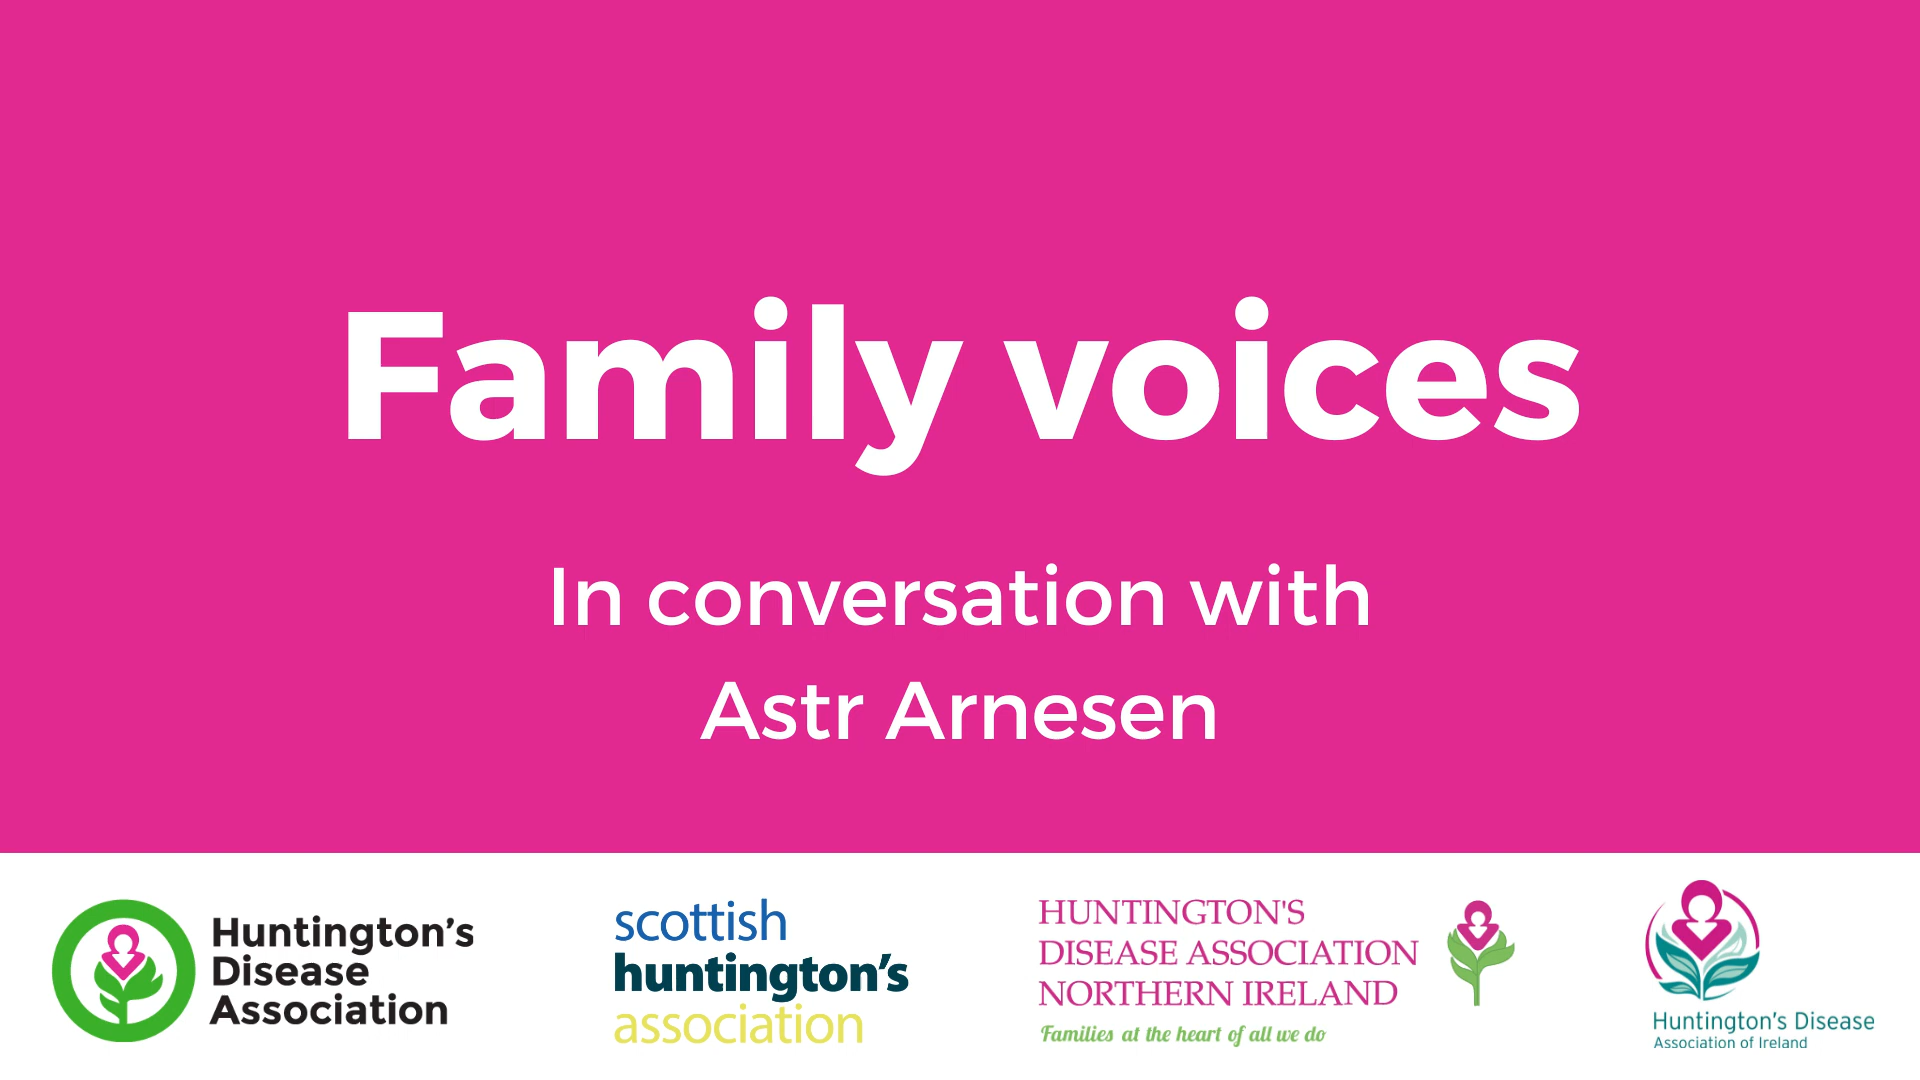 Family voices
In conversation with
Astr Arnesen
Huntington's
Disease
Association
scottish
huntington's
association
HUNTINGTON'S
DISEASE ASSOCIATION
NORTHERN IRELAND
Families at the heart of all we do
Huntington's Disease
Association of Ireland